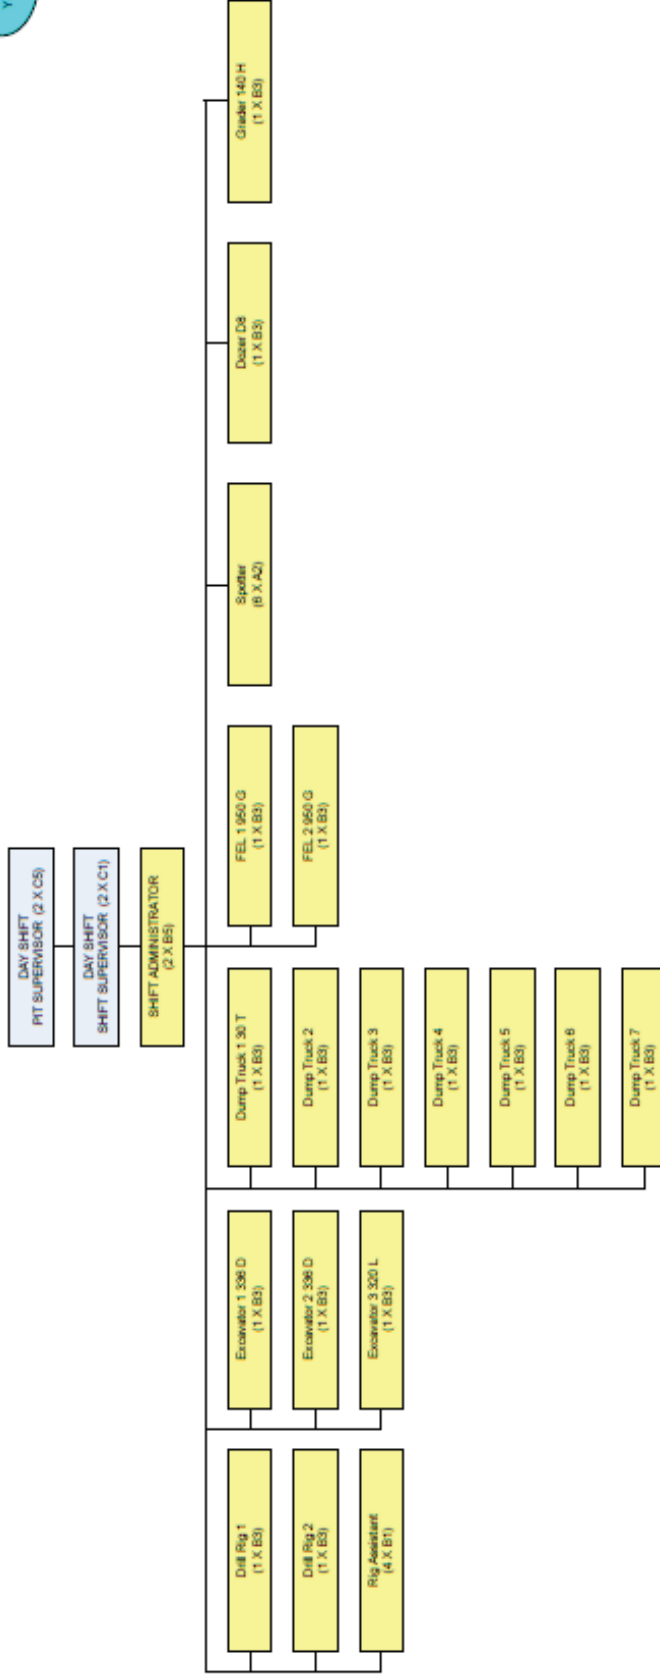 DAY SHIFT
PIT SUPERVISOR (2 X C5)
DAY SHIFT
SHIFT SUPERVISOR (2 X C1)
SHIFT ADMINISTRATOR
(2 X B5)
Drill Rig 1
(1 X B3)
Drill Rig 2
(1 X B3)
Rig Assistant
(4 X B1)
Excavator 1 336 D
(1 X B3)
Excavator 2 336 D
(1 X B3)
Excavator 3 320 L
(1 X B3)
Dump Truck 1 30 T
(1 X B3)
Dump Truck 2
(1 X B3)
Dump Truck 3
(1 X B3)
Dump Truck 4
(1 X B3)
Dump Truck 5
(1 X B3)
Dump Truck 6
(1 X B3)
Dump Truck 7
(1 X B3)
FEL 1 950 G
(1 X B3)
FEL 2 950 G
(1 X B3)
Spotter
(6 X A2)
Dozer D8
(1 X B3)
Grader 140 H
(1 X B3)
Y